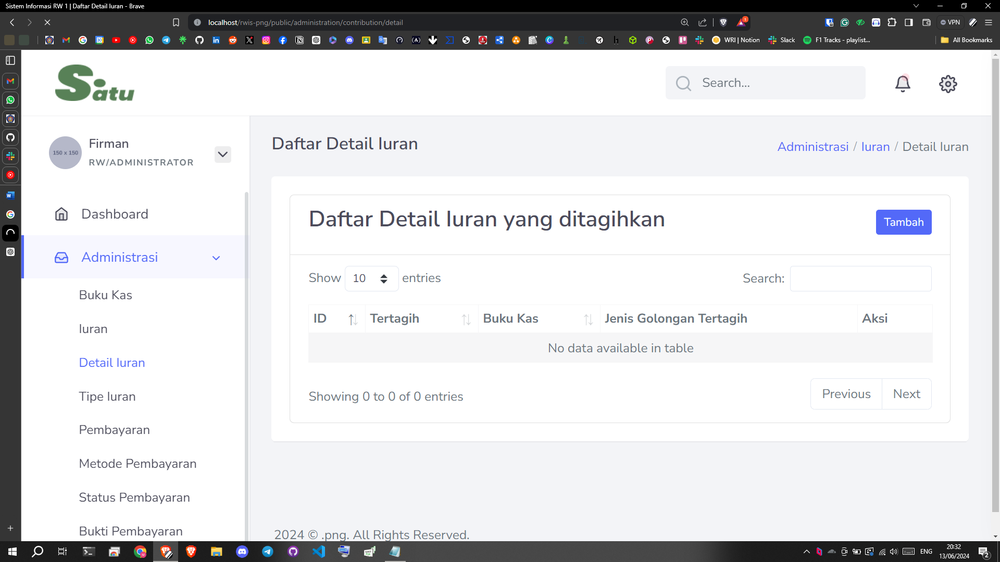 Sistem Informasi RW 1 | Daftar Detail Iuran - Brave
localhost/rwis-png/public/administration/contribution/detail
1
VPN
WRI | Notion
Slack
F1 Tracks - playlist...
All Bookmarks
Satu
Search...
150 x 150
Firman
RW/ADMINISTRATOR
Dashboard
Administrasi
Buku Kas
Iuran
Detail Iuran
Tipe Iuran
Pembayaran
Metode Pembayaran
Status Pembayaran
Bukti Pembayaran
Daftar Detail Iuran
Administrasi / Iuran / Detail Iuran
Daftar Detail Iuran yang ditagihkan
Tambah
Show 10 entries
Search:
ID Tertagih Buku Kas Jenis Golongan Tertagih Aksi
No data available in table
Showing 0 to 0 of 0 entries
Previous Next
2024 © .png. All Rights Reserved.
ENG
20:32
13/06/2024
2